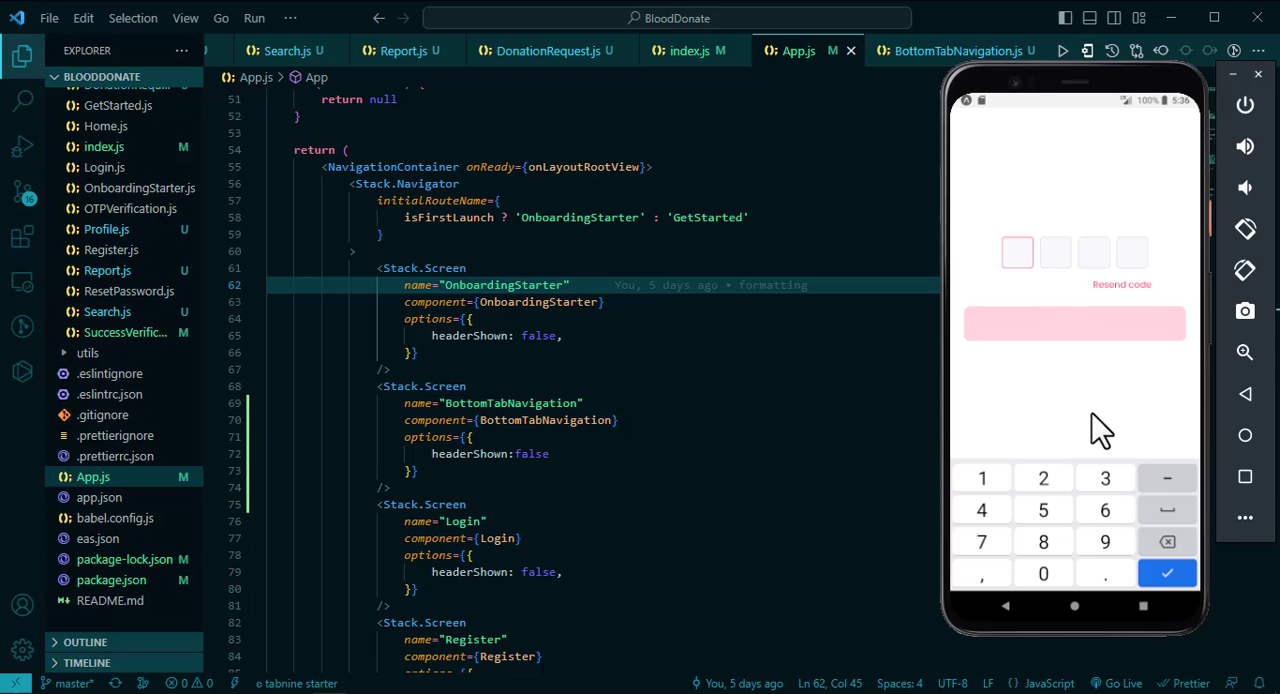 File Edit Selection View Go Run ···
BloodDonate
EXPLORER ···
Search.js U
Report.js U
DonationRequest.js U
index.js M
App.js M
BottomTabNavigation.js U
BLOODDONATE
GetStarted.js
Home.js
index.js M
Login.js
OnboardingStarter.js
OTPVerification.js
Profile.js U
Register.js
Report.js U
ResetPassword.js
Search.js U
SuccessVerific... M
utils
.eslintignore
.eslintrc.json
.gitignore
.prettierignore
.prettierrc.json
App.js M
app.json
babel.config.js
eas.json
package-lock.json M
package.json M
README.md
OUTLINE
TIMELINE
16
App.js > App
51 return null
52 }
53
54 return (
55 <NavigationContainer onReady={onLayoutRootView}>
56 <Stack.Navigator
57 initialRouteName={
58 isFirstLaunch ? 'OnboardingStarter' : 'GetStarted'
59 }
60 >
61 <Stack.Screen
62 name="OnboardingStarter" You, 5 days ago • formatting
63 component={OnboardingStarter}
64 options={{
65 headerShown: false,
66 }}
67 />
68 <Stack.Screen
69 name="BottomTabNavigation"
70 component={BottomTabNavigation}
71 options={{
72 headerShown:false
73 }}
74 />
75 <Stack.Screen
76 name="Login"
77 component={Login}
78 options={{
79 headerShown: false,
80 }}
81 />
82 <Stack.Screen
83 name="Register"
84 component={Register}
85
100% 5:36
Resend code
1 2 3 -
4 5 6
7 8 9
, 0 .
master* 0 0 tabnine starter
You, 5 days ago Ln 62, Col 45 Spaces: 4 UTF-8 LF { } JavaScript Go Live Prettier